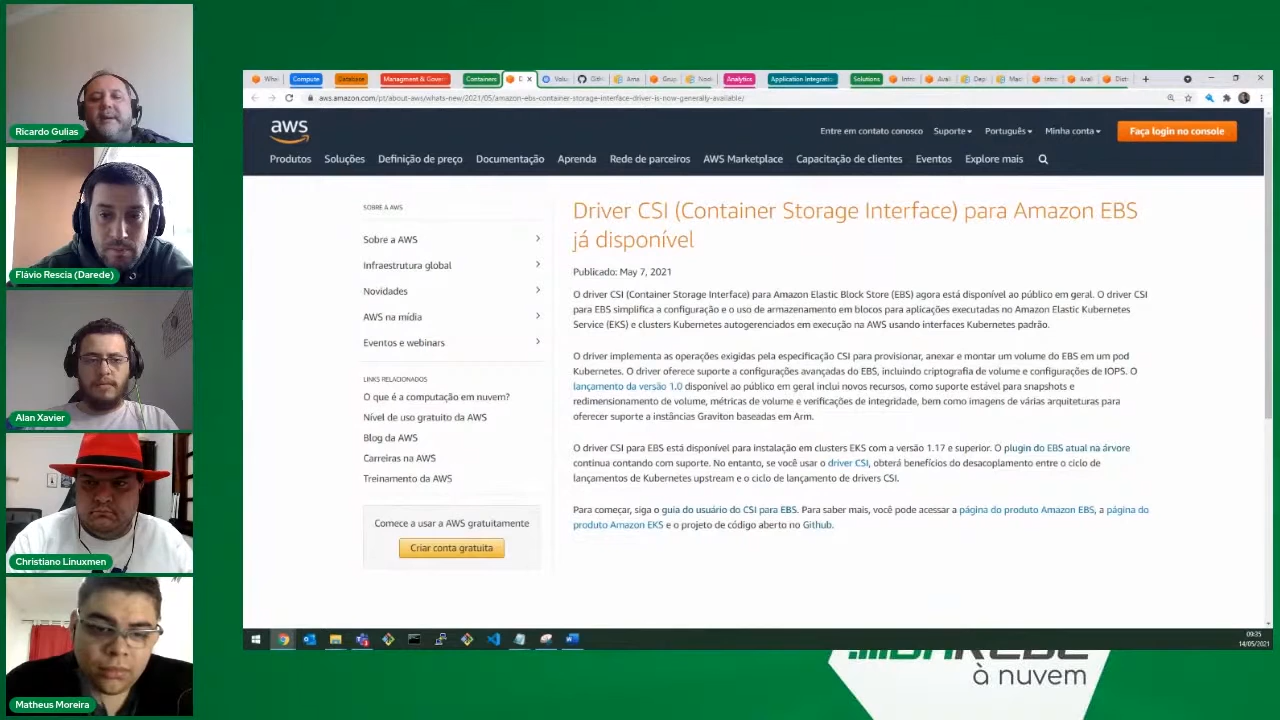 Ricardo Gulias
Flávio Rescia (Darede)
Alan Xavier
Christiano Linuxmen
Matheus Moreira
Compute
Database
Containers
Analytics
Solutions
aws.amazon.com/pt/about-aws/whats-new/2021/05/amazon-ebs-container-storage-interface-driver-is-now-generally-available/
aws
Entre em contato conosco Suporte Português Minha conta Faça login no console
Produtos Soluções Definição de preço Documentação Aprenda Rede de parceiros AWS Marketplace Capacitação de clientes Eventos Explore mais
SOBRE A AWS
Sobre a AWS
Infraestrutura global
Novidades
AWS na mídia
Eventos e webinars
LINKS RELACIONADOS
O que é a computação em nuvem?
Nível de uso gratuito da AWS
Blog da AWS
Carreiras na AWS
Treinamento da AWS
Comece a usar a AWS gratuitamente
Criar conta gratuita
Driver CSI (Container Storage Interface) para Amazon EBS
já disponível
Publicado: May 7, 2021
O driver CSI (Container Storage Interface) para Amazon Elastic Block Store (EBS) agora está disponível ao público em geral. O driver CSI
para EBS simplifica a configuração e o uso de armazenamento em blocos para aplicações executadas no Amazon Elastic Kubernetes
Service (EKS) e clusters Kubernetes autogerenciados em execução na AWS usando interfaces Kubernetes padrão.
O driver implementa as operações exigidas pela especificação CSI para provisionar, anexar e montar um volume do EBS em um pod
Kubernetes. O driver oferece suporte a configurações avançadas do EBS, incluindo criptografia de volume e configurações de IOPS. O
lançamento da versão 1.0 disponível ao público em geral inclui novos recursos, como suporte estável para snapshots e
redimensionamento de volume, métricas de volume e verificações de integridade, bem como imagens de várias arquiteturas para
oferecer suporte a instâncias Graviton baseadas em Arm.
O driver CSI para EBS está disponível para instalação em clusters EKS com a versão 1.17 e superior. O plugin do EBS atual na árvore
continua contando com suporte. No entanto, se você usar o driver CSI, obterá benefícios do desacoplamento entre o ciclo de
lançamentos de Kubernetes upstream e o ciclo de lançamento de drivers CSI.
Para começar, siga o guia do usuário do CSI para EBS. Para saber mais, você pode acessar a página do produto Amazon EBS, a página do
produto Amazon EKS e o projeto de código aberto no Github.
09:35
14/05/2021
à nuvem